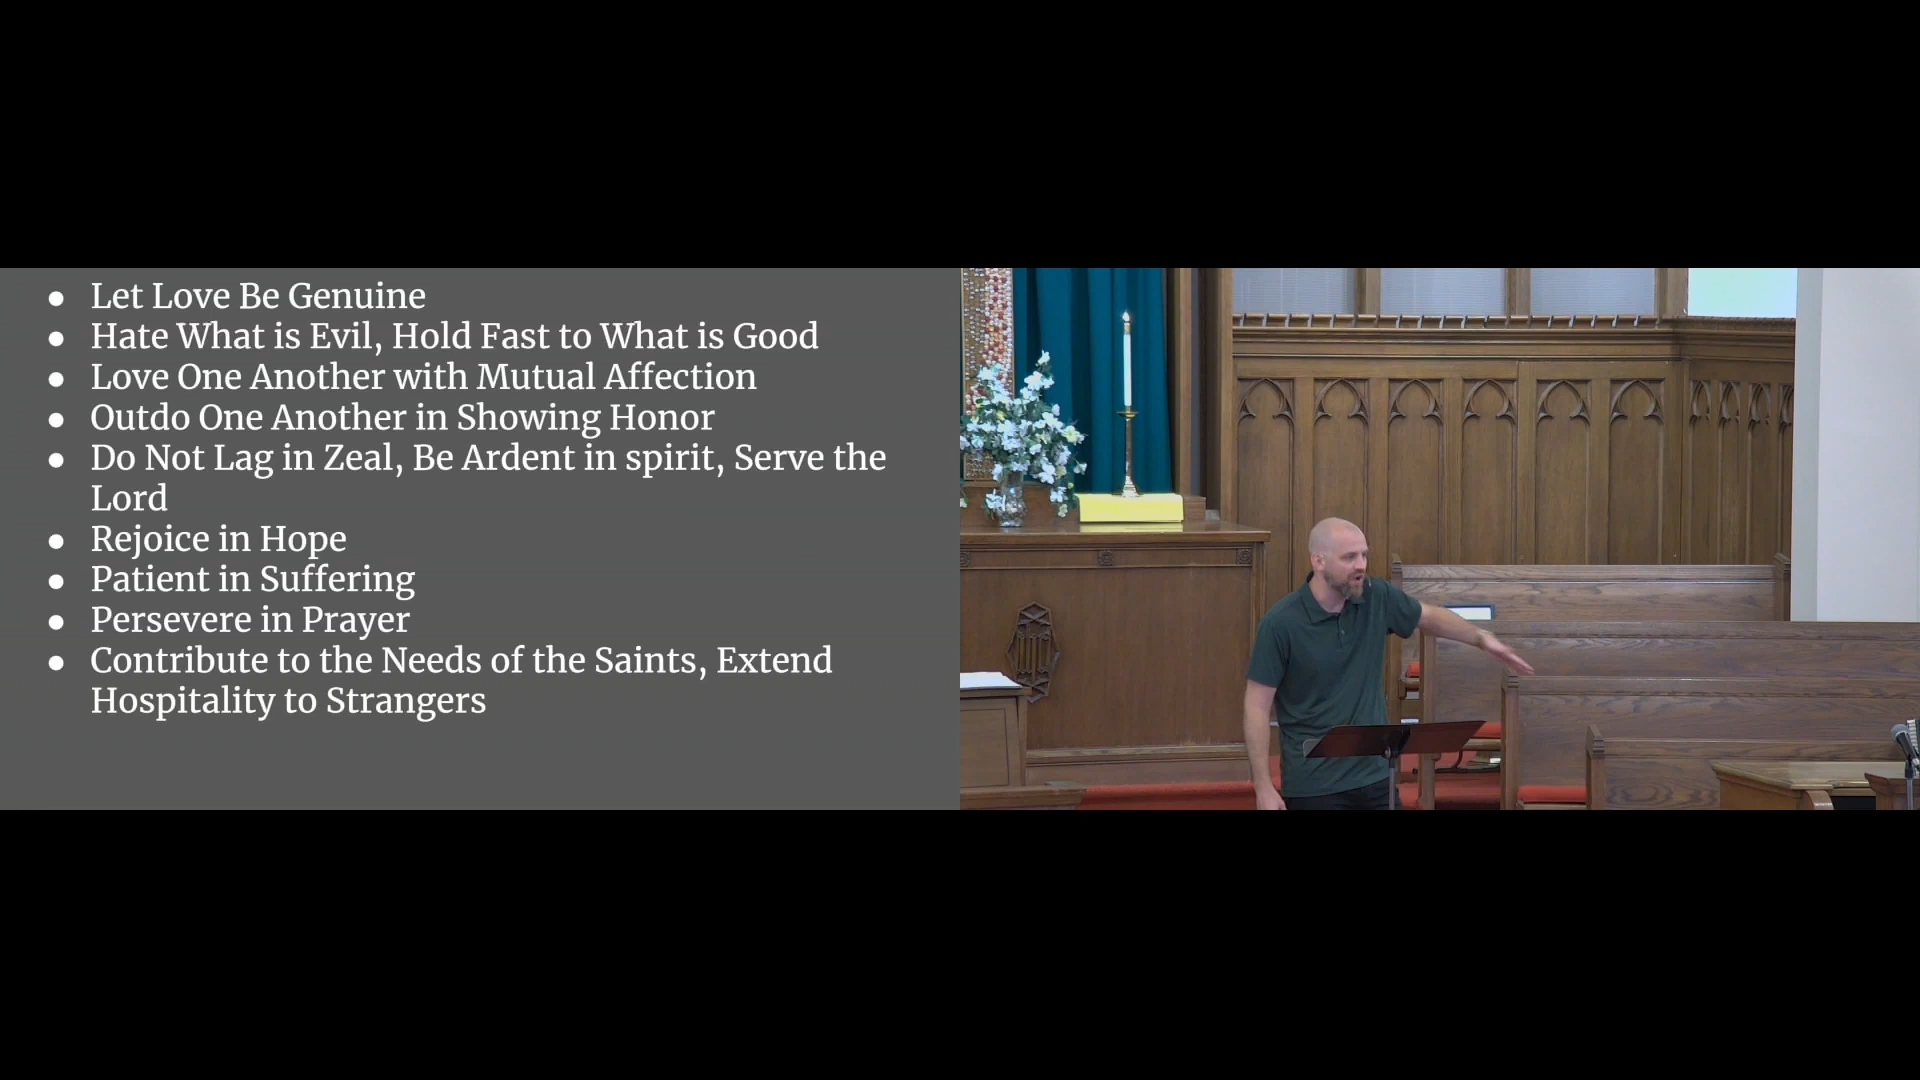 ● Let Love Be Genuine
● Hate What is Evil, Hold Fast to What is Good
● Love One Another with Mutual Affection
● Outdo One Another in Showing Honor
● Do Not Lag in Zeal, Be Ardent in spirit, Serve the
Lord
● Rejoice in Hope
● Patient in Suffering
● Persevere in Prayer
● Contribute to the Needs of the Saints, Extend
Hospitality to Strangers